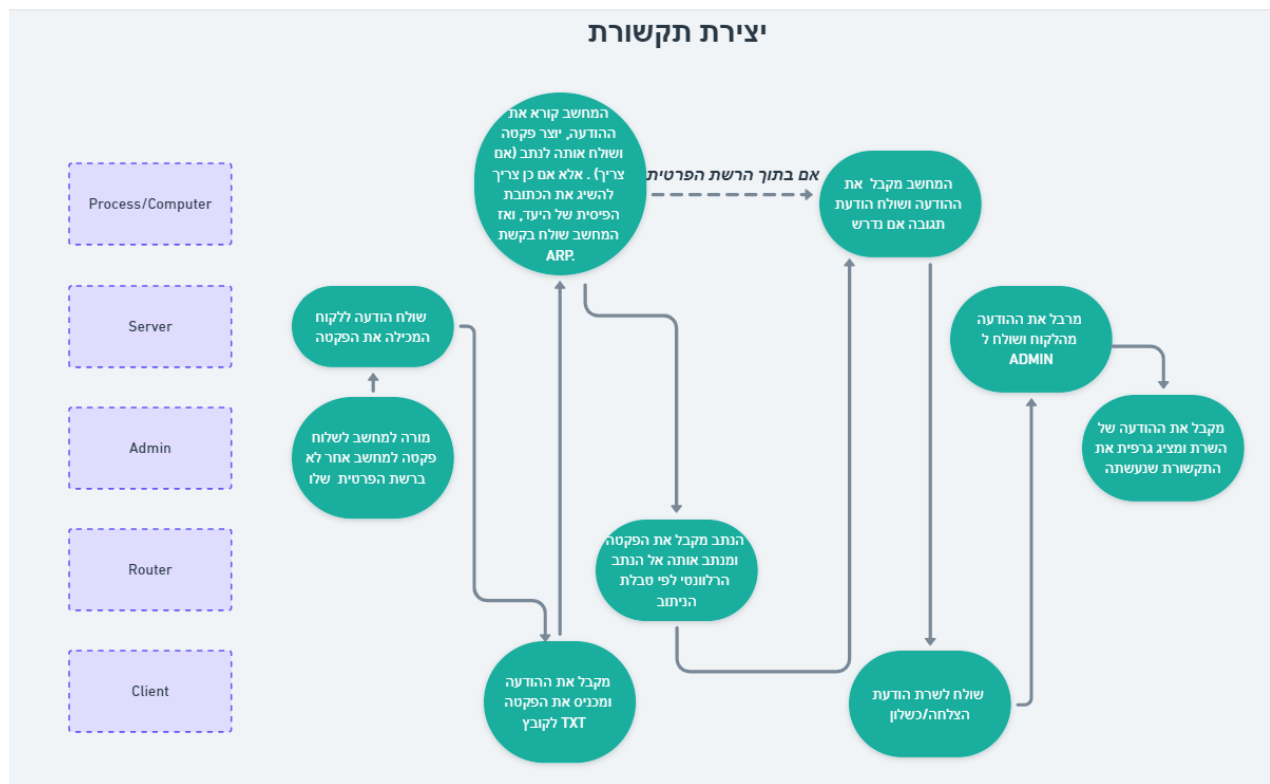 יצירת תקשורת
Process/Computer
Server
Admin
Router
Client
מורה למחשב לשלוח
פקטה למחשב אחר לא
ברשת הפרטית שלו
שולח הודעה ללקוח
המכילה את הפקטה
מקבל את ההודעה
ומכניס את הפקטה
לקובץ TXT
המחשב קורא את
ההודעה, יוצר פקטה
ושולח אותה לנתב (אם
צריך) . אלא אם כן צריך
להשיג את הכתובת
הפיסית של היעד, ואז
המחשב שולח בקשת
ARP.
אם בתוך הרשת הפרטית
הנתב מקבל את הפקטה
ומנתב אותה אל הנתב
הרלוונטי לפי טבלת
הניתוב
המחשב מקבל את
ההודעה ושולח הודעת
תגובה אם נדרש
שולח לשרת הודעת
הצלחה/כשלון
מרבל את ההודעה
מהלקוח ושולח ל
ADMIN
מקבל את ההודעה של
השרת ומציג גרפית את
התקשורת שנעשתה